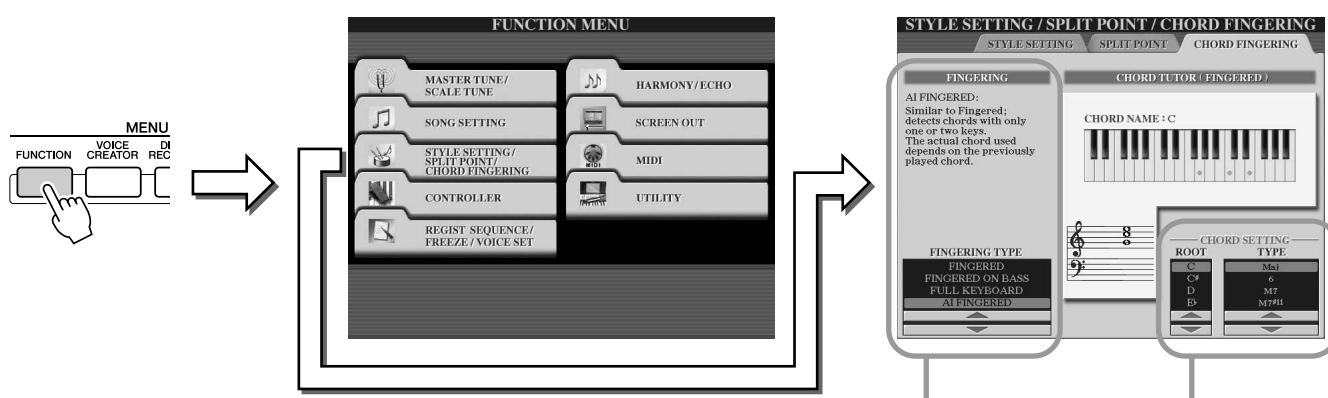 MENU
FUNCTION
VOICE
CREATOR
DI
REC
FUNCTION MENU
MASTER TUNE/
SCALE TUNE
SONG SETTING
STYLE SETTING/
SPLIT POINT/
CHORD FINGERING
CONTROLLER
REGIST SEQUENCE/
FREEZE/VOICE SET
HARMONY/ECHO
SCREEN OUT
MIDI
MIDI
UTILITY
STYLE SETTING / SPLIT POINT / CHORD FINGERING
STYLE SETTING
SPLIT POINT
CHORD FINGERING
FINGERING
AI FINGERED:
Similar to Fingered;
detects chords with only
one or two keys.
The actual chord used
depends on the previously
played chord.
FINGERING TYPE
FINGERED
FINGERED ON BASS
FULL KEYBOARD
AI FINGERED
CHORD TUTOR ( FINGERED )
CHORD NAME : C
CHORD SETTING
ROOT
C
C♯
D
E♭
TYPE
Maj
6
M7
M7♯11